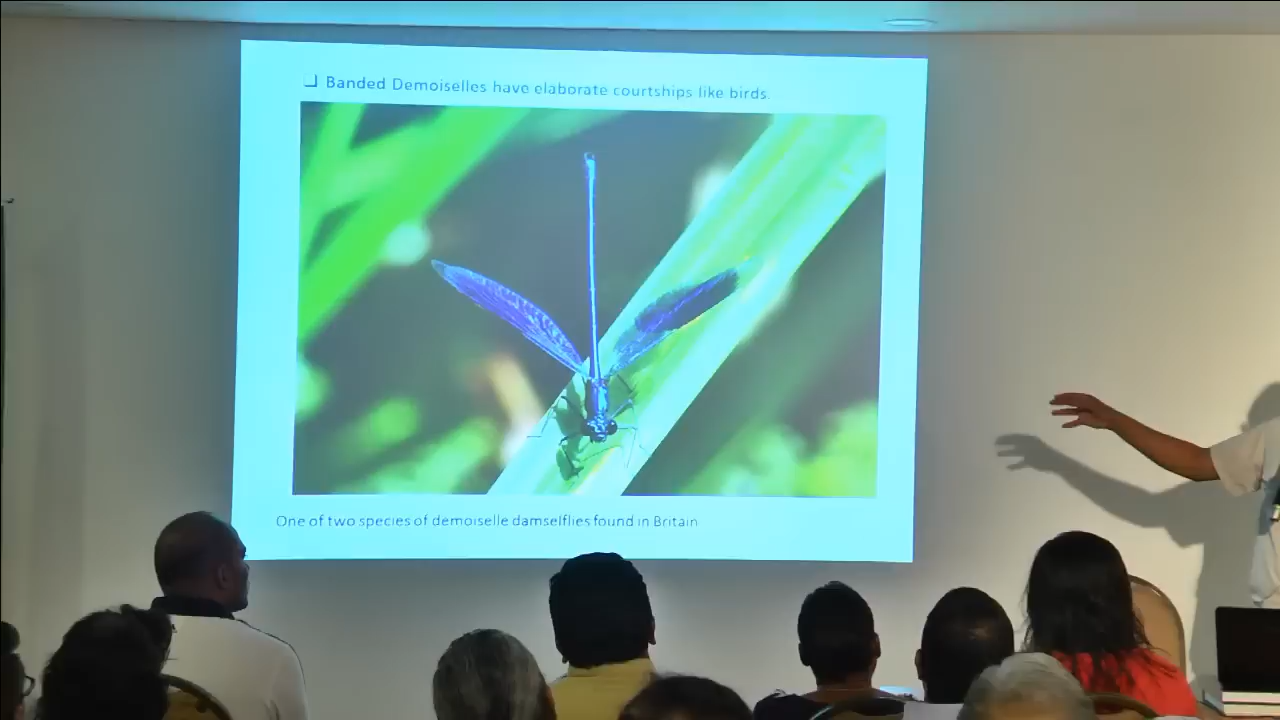 ❏ Banded Demoiselles have elaborate courtships like birds.
One of two species of demoiselle damselflies found in Britain